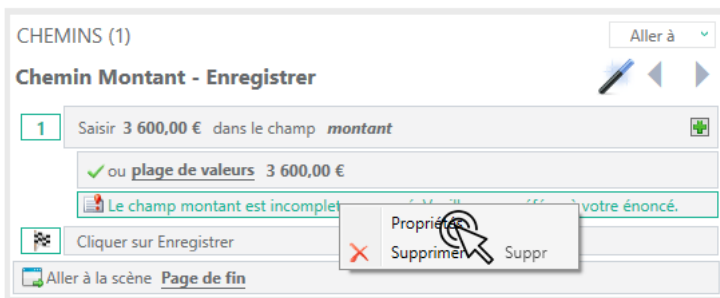 CHEMINS (1)
Aller à
Chemin Montant - Enregistrer
1 Saisir 3 600,00 € dans le champ montant
ou plage de valeurs 3 600,00 €
Le champ montant est incomplet votre énoncé.
Propriétés
Supprimer Suppr
Cliquer sur Enregistrer
Aller à la scène Page de fin